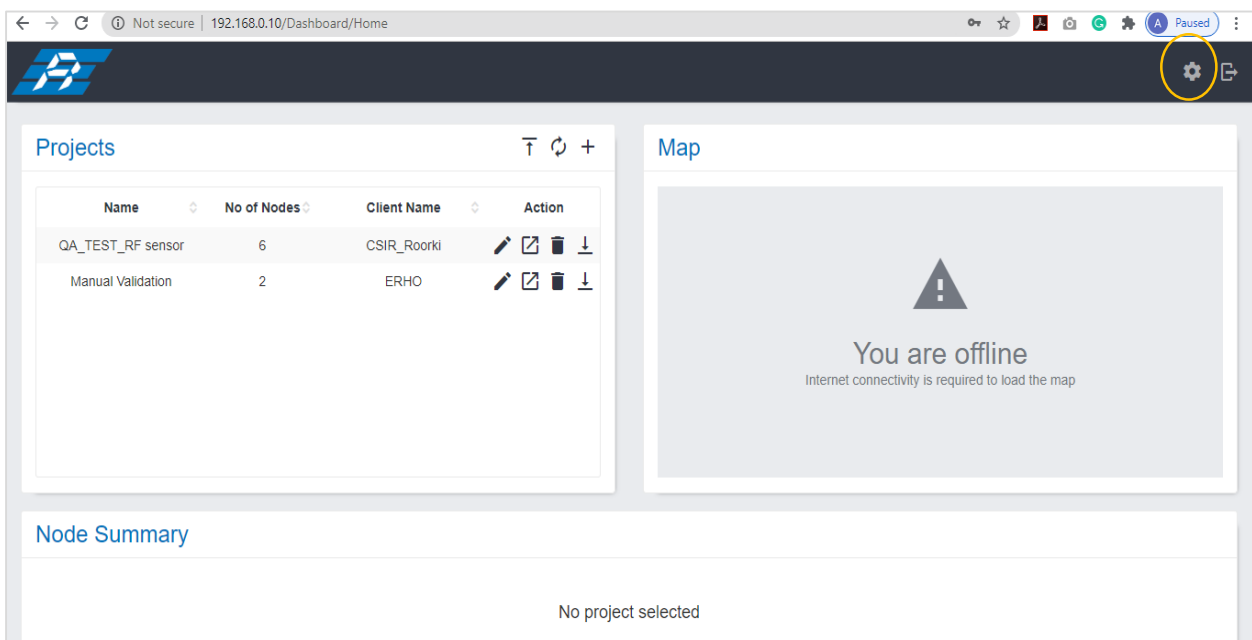 Not secure | 192.168.0.10/Dashboard/Home
A Paused
Projects
Name No of Nodes Client Name Action
QA_TEST_RF sensor 6 CSIR_Roorki
Manual Validation 2 ERHO
Map
You are offline
Internet connectivity is required to load the map
Node Summary
No project selected